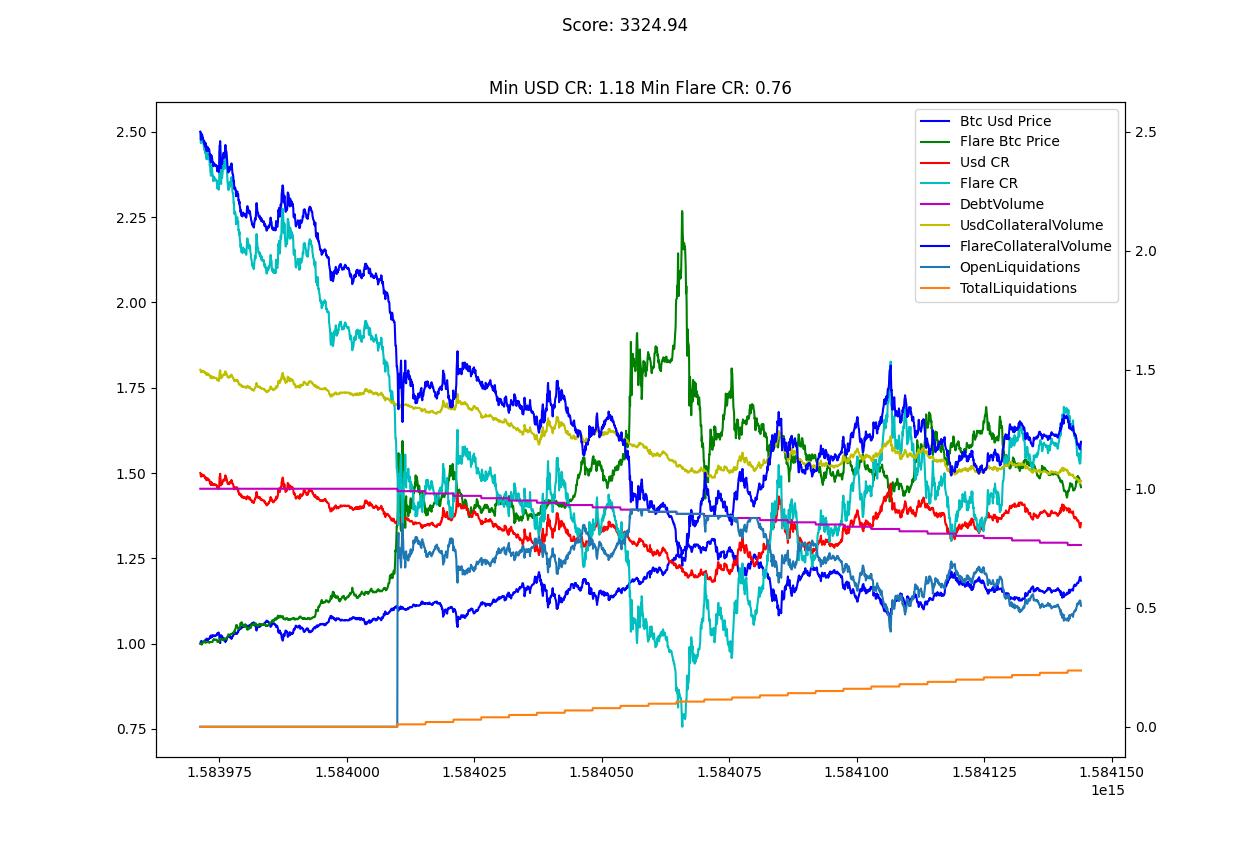 Score: 3324.94
Min USD CR: 1.18 Min Flare CR: 0.76
2.50
2.25
2.00
1.75
1.50
1.25
1.00
0.75
Btc Usd Price
Flare Btc Price
Usd CR
Flare CR
DebtVolume
UsdCollateralVolume
FlareCollateralVolume
OpenLiquidations
TotalLiquidations
2.5
2.0
1.5
1.0
0.5
0.0
1.583975 1.584000 1.584025 1.584050 1.584075 1.584100 1.584125 1.584150
1e15